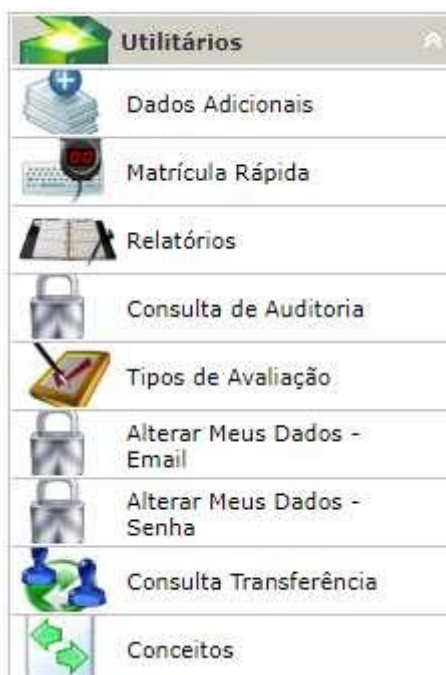 Utilitários
Dados Adicionais
Matrícula Rápida
Relatórios
Consulta de Auditoria
Tipos de Avaliação
Alterar Meus Dados -
Email
Alterar Meus Dados -
Senha
Consulta Transferência
Conceitos